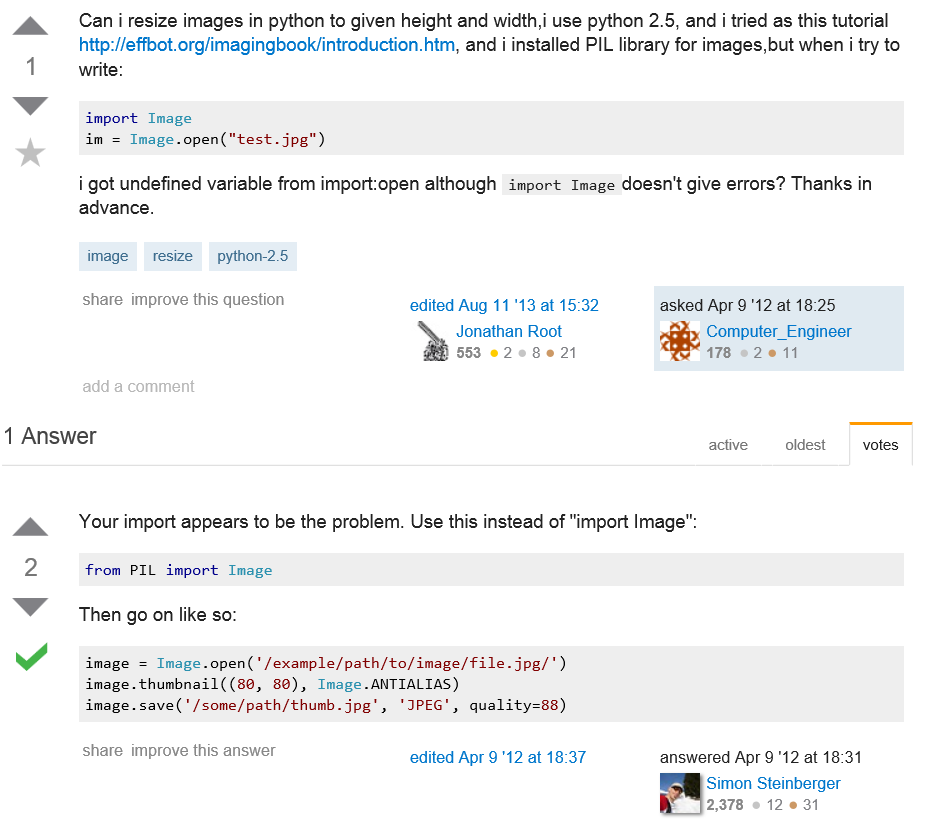 Can i resize images in python to given height and width,i use python 2.5, and i tried as this tutorial
http://effbot.org/imagingbook/introduction.htm, and i installed PIL library for images,but when i try to
1
write:
import Image
im = Image.open("test.jpg")
i got undefined variable from import:open although import Image doesn't give errors? Thanks in
advance.
image resize python-2.5
share improve this question
edited Aug 11 '13 at 15:32
Jonathan Root
553 2 8 21
asked Apr 9 '12 at 18:25
Computer_Engineer
178 2 11
add a comment
1 Answer
active oldest votes
Your import appears to be the problem. Use this instead of "import Image":
2
from PIL import Image
Then go on like so:
image = Image.open('/example/path/to/image/file.jpg/')
image.thumbnail((80, 80), Image.ANTIALIAS)
image.save('/some/path/thumb.jpg', 'JPEG', quality=88)
share improve this answer
edited Apr 9 '12 at 18:37
answered Apr 9 '12 at 18:31
Simon Steinberger
2,378 12 31